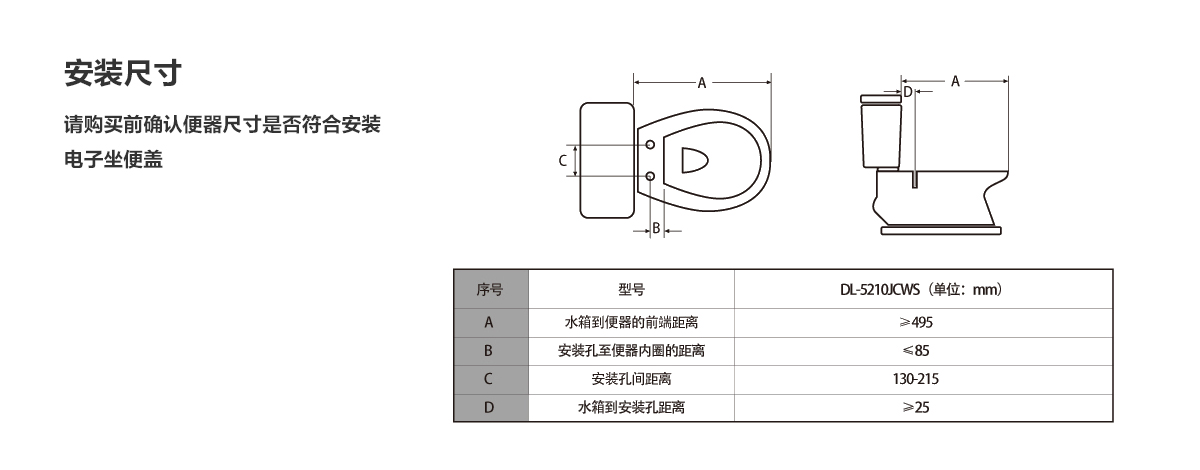 安装尺寸
请购买前确认便器尺寸是否符合安装
电子坐便盖
A
C
B
D
A
序号 型号 DL-5210JCWS（单位：mm）
A 水箱到便器的前端距离 ≥495
B 安装孔至便器内圈的距离 ≤85
C 安装孔间距离 130-215
D 水箱到安装孔距离 ≥25